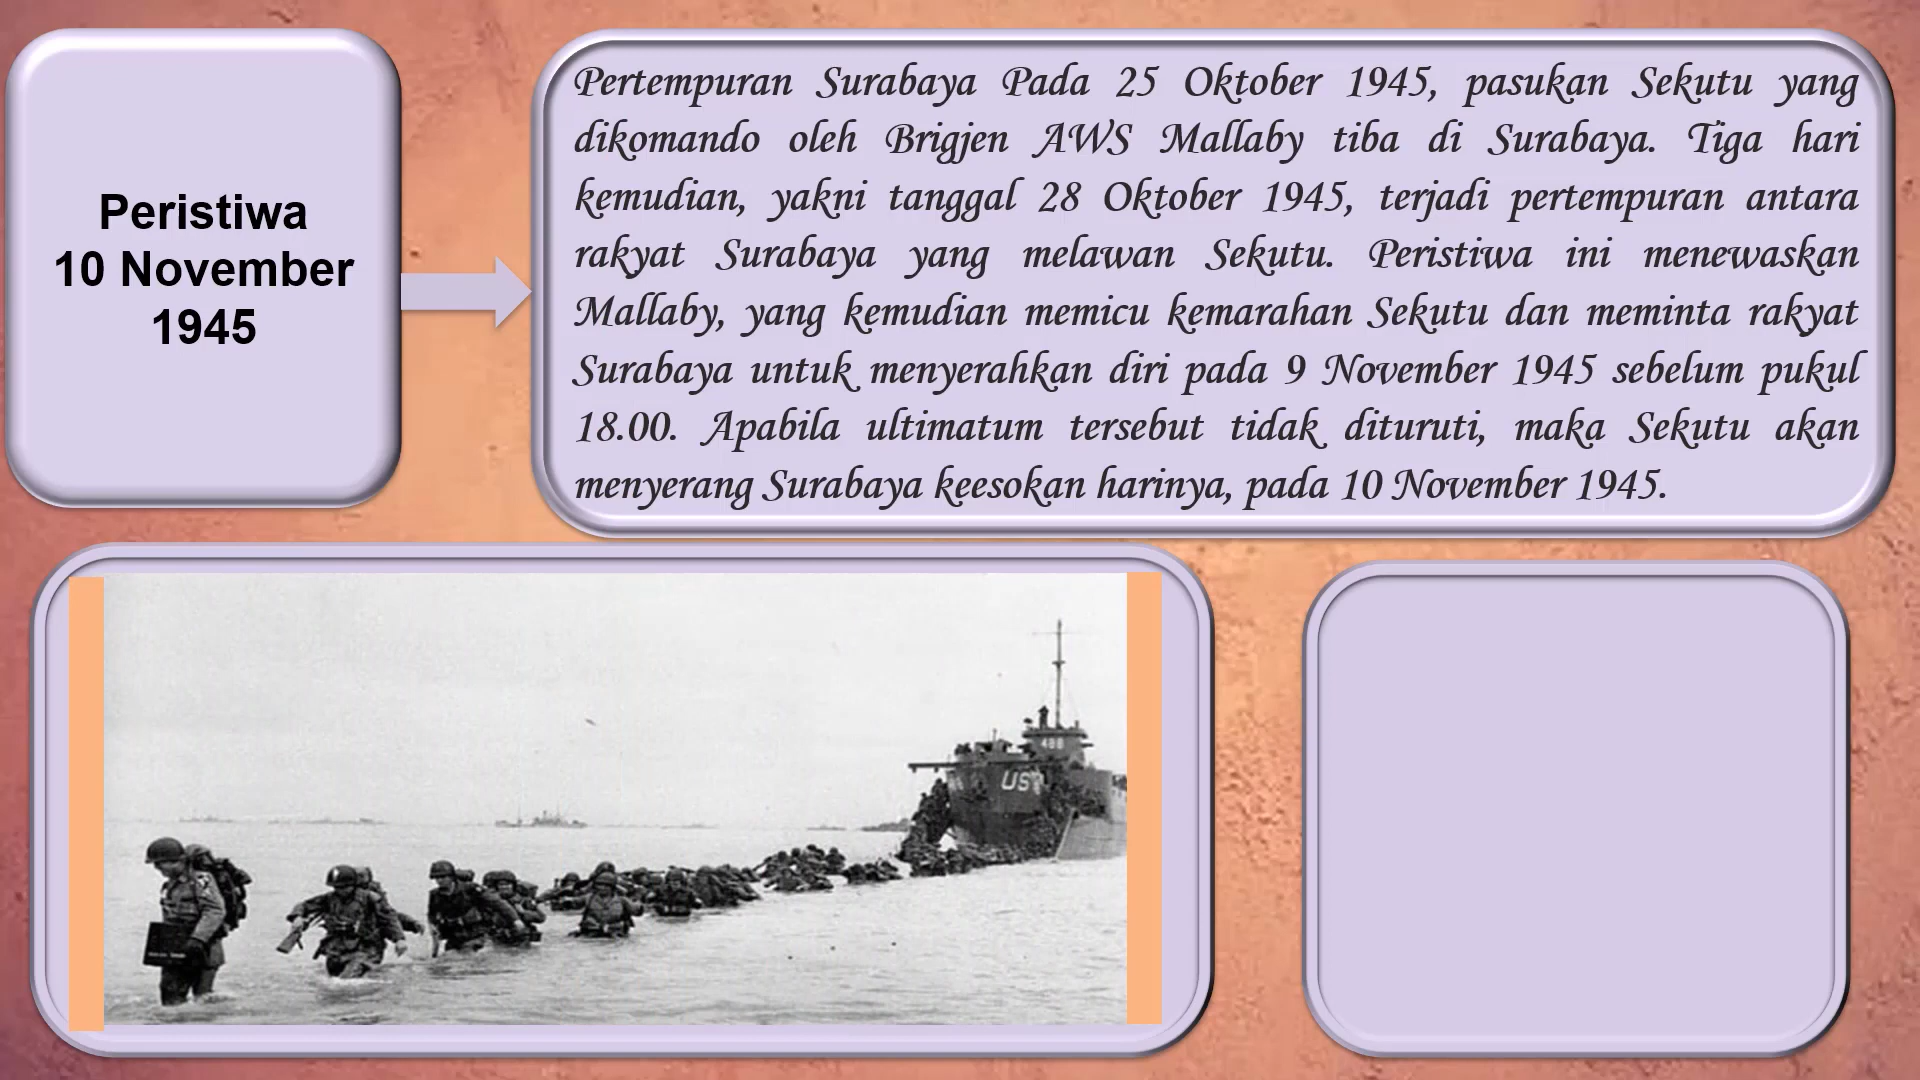 Peristiwa
10 November
1945
Pertempuran Surabaya Pada 25 Oktober 1945, pasukan Sekutu yang
dikomando oleh Brigjen AWS Mallaby tiba di Surabaya. Tiga hari
kemudian, yakni tanggal 28 Oktober 1945, terjadi pertempuran antara
rakyat Surabaya yang melawan Sekutu. Peristiwa ini menewaskan
Mallaby, yang kemudian memicu kemarahan Sekutu dan meminta rakyat
Surabaya untuk menyerahkan diri pada 9 November 1945 sebelum pukul
18.00. Apabila ultimatum tersebut tidak dituruti, maka Sekutu akan
menyerang Surabaya keesokan harinya, pada 10 November 1945.
488
US